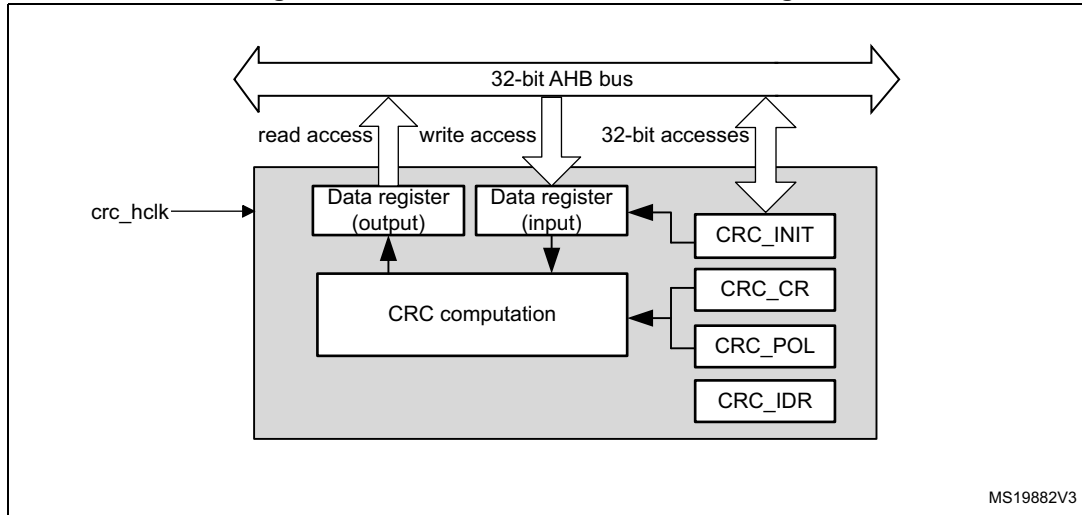 32-bit AHB bus
read access
write access
32-bit accesses
crc_hclk
Data register
(output)
Data register
(input)
CRC_INIT
CRC computation
CRC_CR
CRC_POL
CRC_IDR
MS19882V3